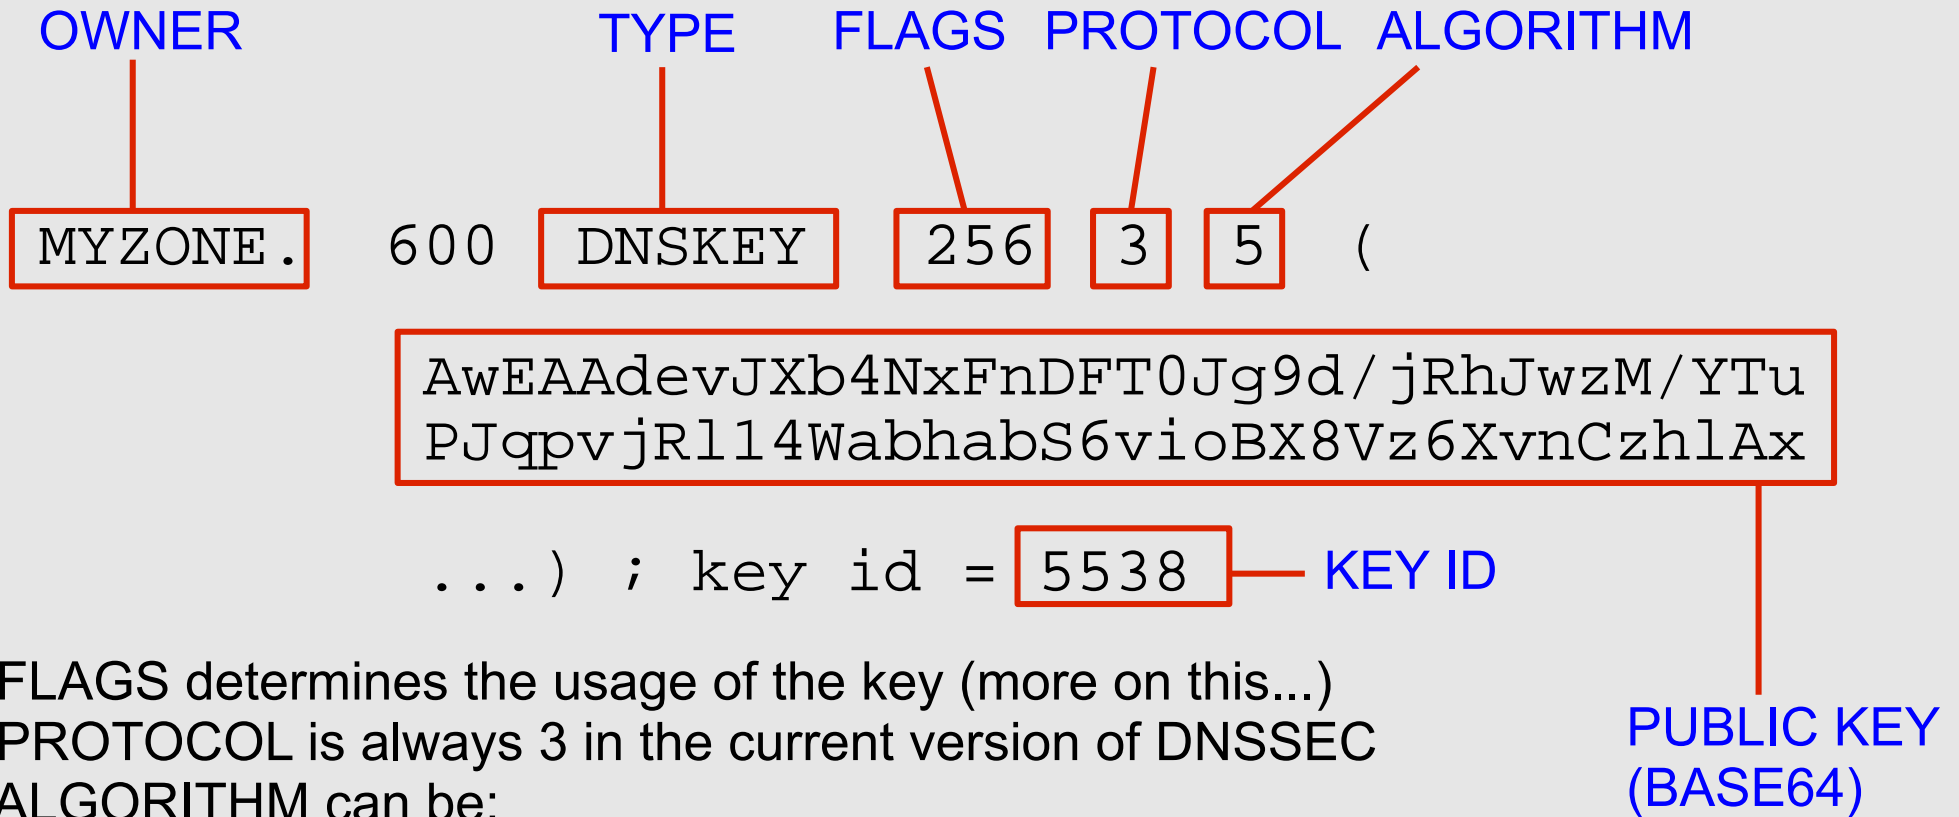 OWNER TYPE FLAGS PROTOCOL ALGORITHM
MYZONE. 600 DNSKEY 256 3 5 (
AwEAAdevJXb4NxFnDFT0Jg9d/jRhJwzM/YTu
PJqpvjRl14WabhabS6vioBX8Vz6XvnCzhlAx
...) ; key id = 5538 KEY ID
FLAGS determines the usage of the key (more on this...)
PROTOCOL is always 3 in the current version of DNSSEC
ALGORITHM can be:
PUBLIC KEY
(BASE64)